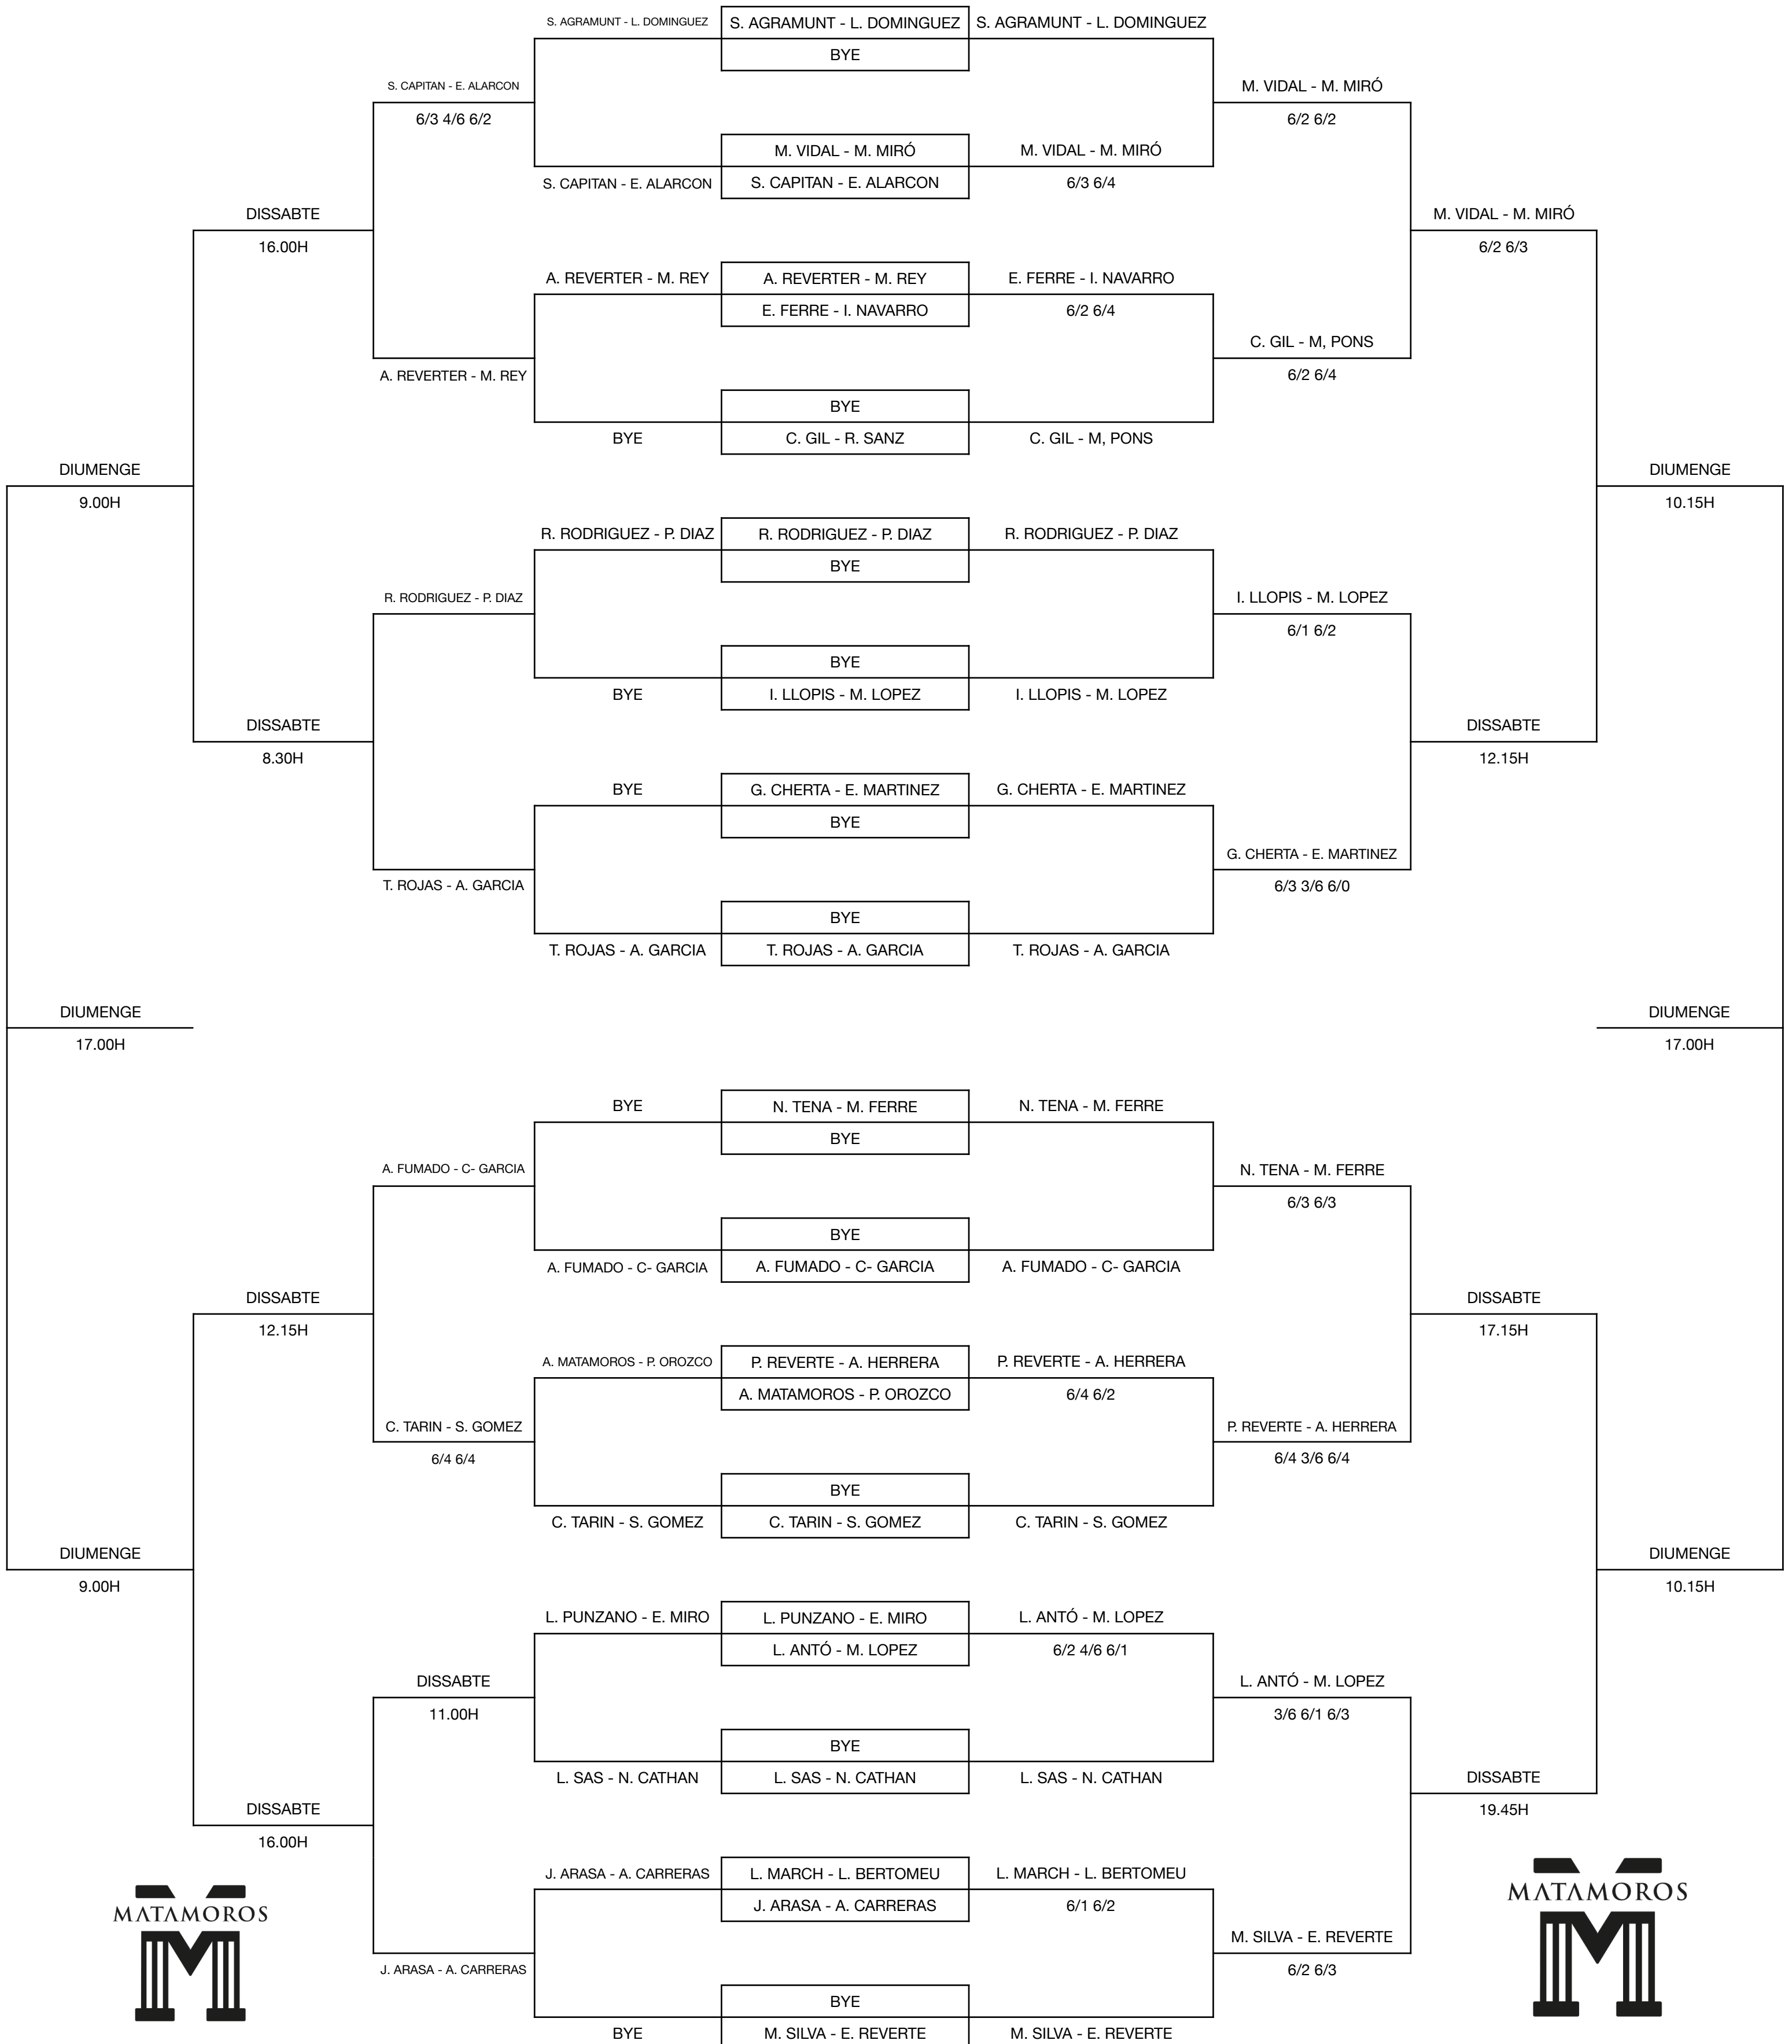 S. AGRAMUNT - L. DOMINGUEZ S. AGRAMUNT - L. DOMINGUEZ S. AGRAMUNT - L. DOMINGUEZ
BYE
S. CAPITAN - E. ALARCON M. VIDAL - M. MIRÓ
6/3 4/6 6/2 6/2 6/2
M. VIDAL - M. MIRÓ M. VIDAL - M. MIRÓ
S. CAPITAN - E. ALARCON S. CAPITAN - E. ALARCON 6/3 6/4
DISSABTE M. VIDAL - M. MIRÓ
16.00H 6/2 6/3
A. REVERTER - M. REY A. REVERTER - M. REY E. FERRE - I. NAVARRO
E. FERRE - I. NAVARRO 6/2 6/4
C. GIL - M, PONS
A. REVERTER - M. REY 6/2 6/4
BYE
BYE C. GIL - R. SANZ C. GIL - M, PONS
DIUMENGE DIUMENGE
9.00H 10.15H
R. RODRIGUEZ - P. DIAZ R. RODRIGUEZ - P. DIAZ R. RODRIGUEZ - P. DIAZ
BYE
R. RODRIGUEZ - P. DIAZ I. LLOPIS - M. LOPEZ
6/1 6/2
BYE
BYE I. LLOPIS - M. LOPEZ I. LLOPIS - M. LOPEZ
DISSABTE DISSABTE
8.30H 12.15H
BYE G. CHERTA - E. MARTINEZ G. CHERTA - E. MARTINEZ
BYE
G. CHERTA - E. MARTINEZ
T. ROJAS - A. GARCIA 6/3 3/6 6/0
BYE
T. ROJAS - A. GARCIA T. ROJAS - A. GARCIA T. ROJAS - A. GARCIA
DIUMENGE DIUMENGE
17.00H 17.00H
BYE N. TENA - M. FERRE N. TENA - M. FERRE
BYE
A. FUMADO - C- GARCIA N. TENA - M. FERRE
6/3 6/3
BYE
A. FUMADO - C- GARCIA A. FUMADO - C- GARCIA A. FUMADO - C- GARCIA
DISSABTE DISSABTE
12.15H 17.15H
A. MATAMOROS - P. OROZCO P. REVERTE - A. HERRERA P. REVERTE - A. HERRERA
A. MATAMOROS - P. OROZCO 6/4 6/2
C. TARIN - S. GOMEZ P. REVERTE - A. HERRERA
6/4 6/4 6/4 3/6 6/4
BYE
C. TARIN - S. GOMEZ C. TARIN - S. GOMEZ C. TARIN - S. GOMEZ
DIUMENGE DIUMENGE
9.00H 10.15H
L. PUNZANO - E. MIRO L. PUNZANO - E. MIRO L. ANTÓ - M. LOPEZ
L. ANTÓ - M. LOPEZ 6/2 4/6 6/1
DISSABTE L. ANTÓ - M. LOPEZ
11.00H 3/6 6/1 6/3
BYE
L. SAS - N. CATHAN L. SAS - N. CATHAN L. SAS - N. CATHAN
DISSABTE
19.45H
DISSABTE
16.00H
J. ARASA - A. CARRERAS L. MARCH - L. BERTOMEU L. MARCH - L. BERTOMEU
J. ARASA - A. CARRERAS 6/1 6/2
MATAMOROS MATAMOROS
M M
M. SILVA - E. REVERTE
J. ARASA - A. CARRERAS 6/2 6/3
BYE
BYE M. SILVA - E. REVERTE M. SILVA - E. REVERTE